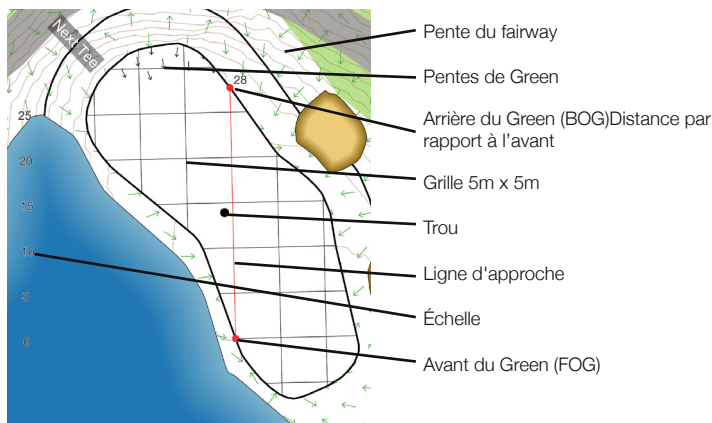 Next Tee
28
25
20
15
10
5
0
Pente du fairway
Pentes de Green
Arrière du Green (BOG)Distance par
rapport à l'avant
Grille 5m x 5m
Trou
Ligne d'approche
Échelle
Avant du Green (FOG)